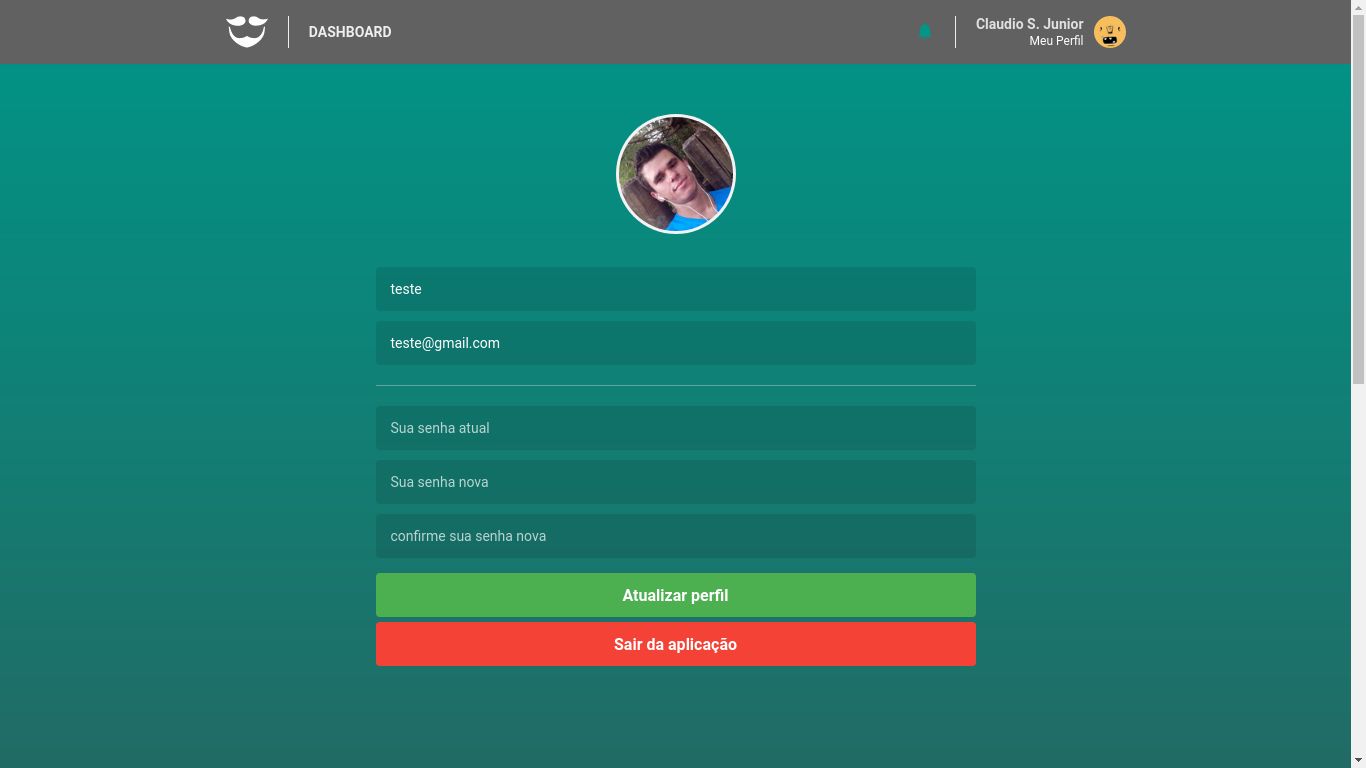 DASHBOARD
Claudio S. Junior
Meu Perfil
teste
teste@gmail.com
Sua senha atual
Sua senha nova
confirme sua senha nova
Atualizar perfil
Sair da aplicação